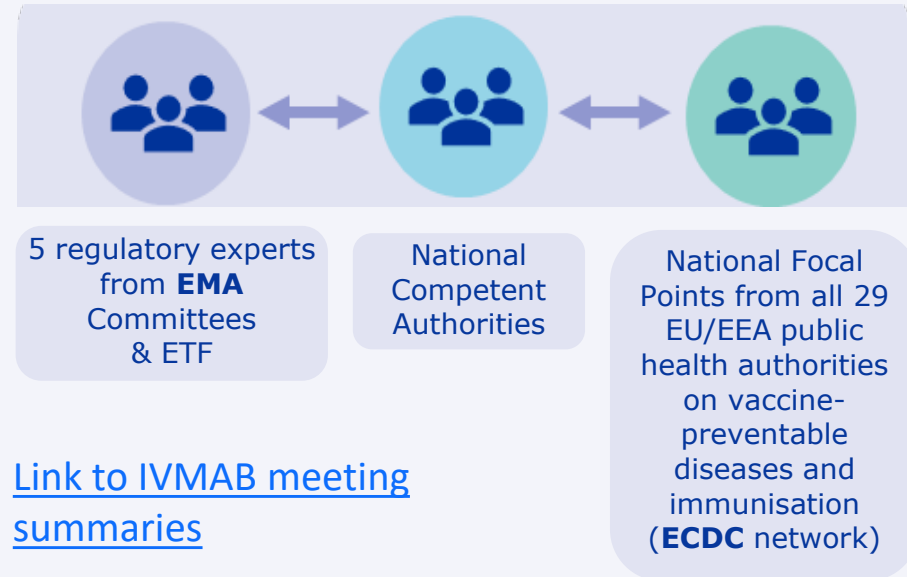 5 regulatory experts
from EMA
Committees
& ETF
National
Competent
Authorities
National Focal
Points from all 29
EU/EEA public
health authorities
on vaccine-
preventable
diseases and
immunisation
(ECDC network)
Link to IVMAB meeting
summaries